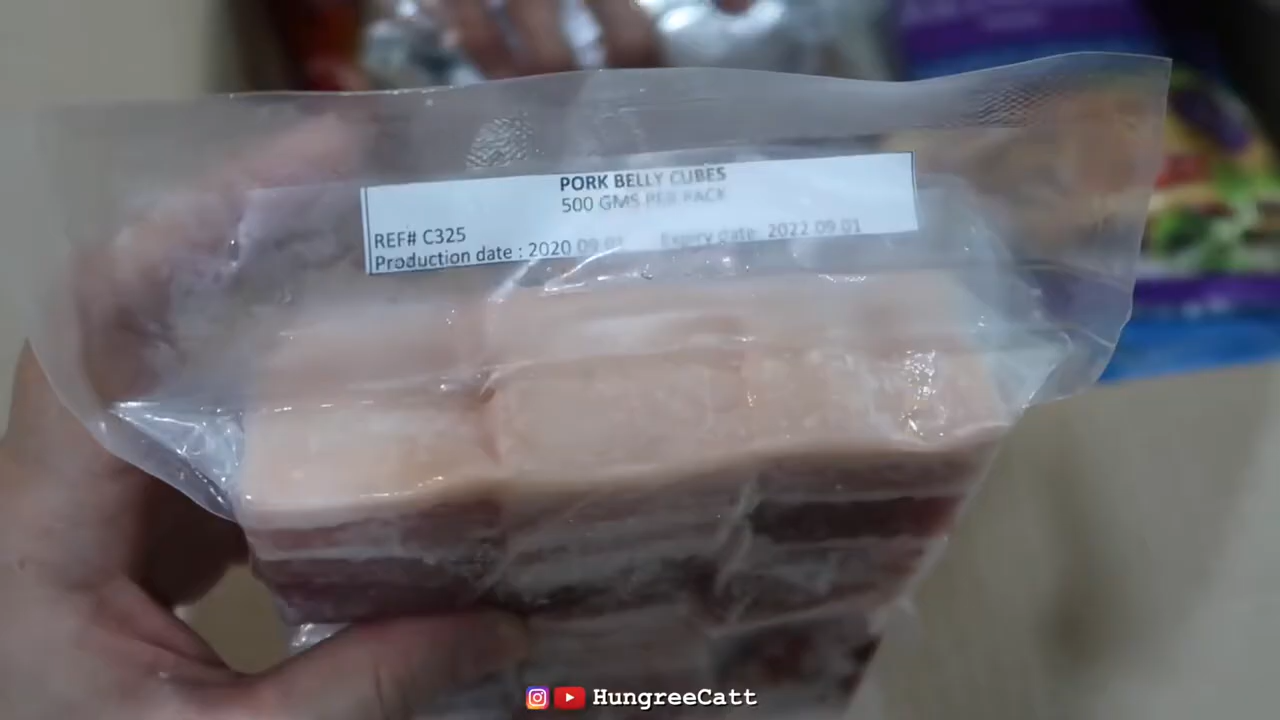 PORK BELLY CUBES
500 GMS PER PACK
REF# C325
Production date : 2020 09 Expiry date: 2022 09 01
HungreeCatt